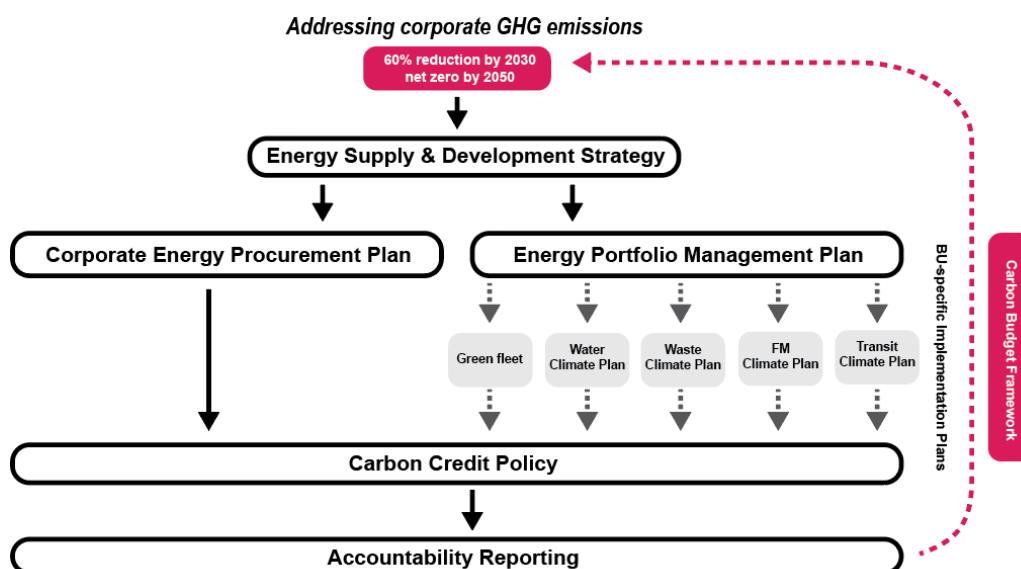 Addressing corporate GHG emissions
60% reduction by 2030
net zero by 2050
Energy Supply & Development Strategy
Corporate Energy Procurement Plan
Energy Portfolio Management Plan
Green fleet
Water
Climate Plan
Waste
Climate Plan
FM
Climate Plan
Transit
Climate Plan
BU-specific Implementation Plans
Carbon Budget Framework
Carbon Credit Policy
Accountability Reporting